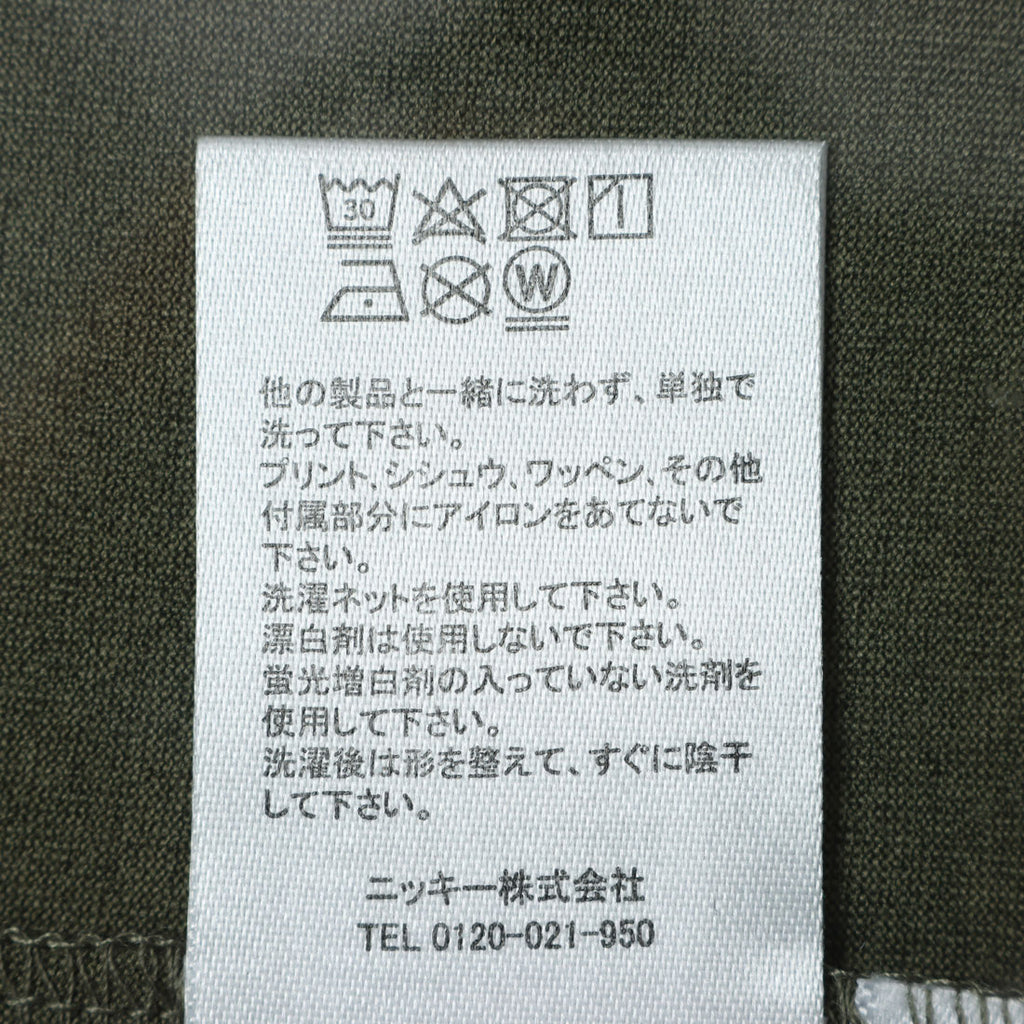 30
W
他の製品と一緒に洗わず、単独で
洗って下さい。
プリント、シシュウ、ワッペン、その他
付属部分にアイロンをあてないで
下さい。
洗濯ネットを使用して下さい。
漂白剤は使用しないで下さい。
蛍光増白剤の入っていない洗剤を
使用して下さい。
洗濯後は形を整えて、すぐに陰干
して下さい。
ニッキー株式会社
TEL 0120-021-950